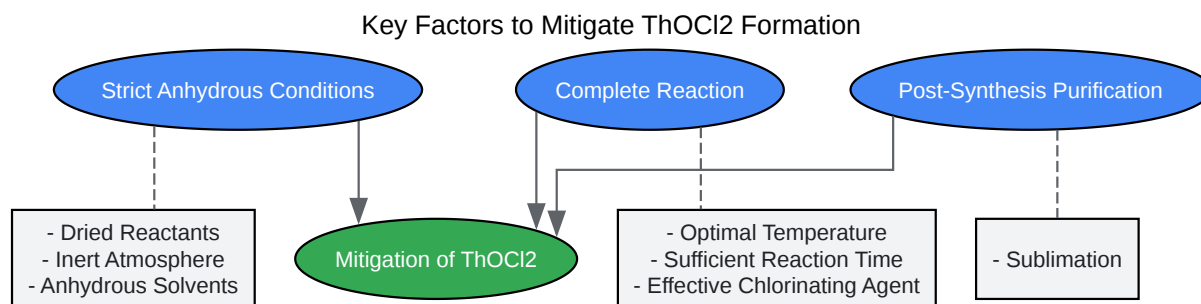 Key Factors to Mitigate ThOCl2 Formation
Strict Anhydrous Conditions
Complete Reaction
Post-Synthesis Purification
- Dried Reactants
- Inert Atmosphere
- Anhydrous Solvents
Mitigation of ThOCl2
- Optimal Temperature
- Sufficient Reaction Time
- Effective Chlorinating Agent
- Sublimation